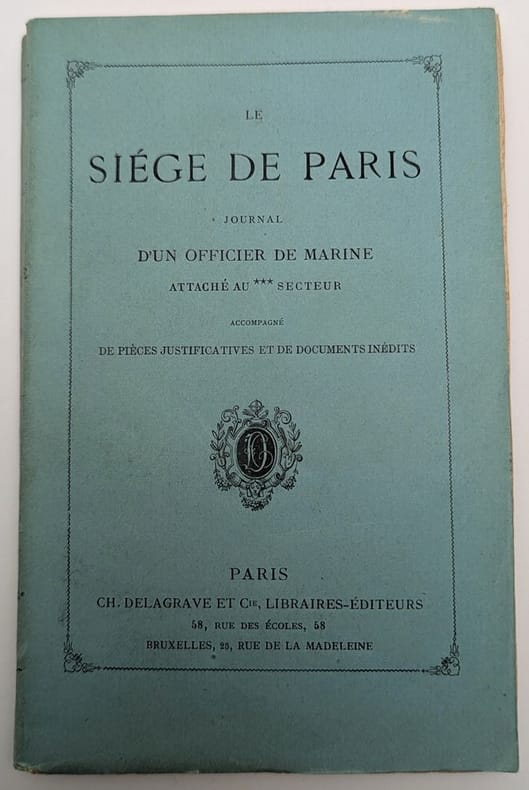 LE
SIÉGE DE PARIS
JOURNAL
D'UN OFFICIER DE MARINE
ATTACHÉ AU *** SECTEUR
ACCOMPAGNÉ
DE PIÈCES JUSTIFICATIVES ET DE DOCUMENTS INÉDITS
PARIS
CH. DELAGRAVE ET CIE, LIBRAIRES-ÉDITEURS
58, RUE DES ÉCOLES, 58
BRUXELLES, 25, RUE DE LA MADELEINE